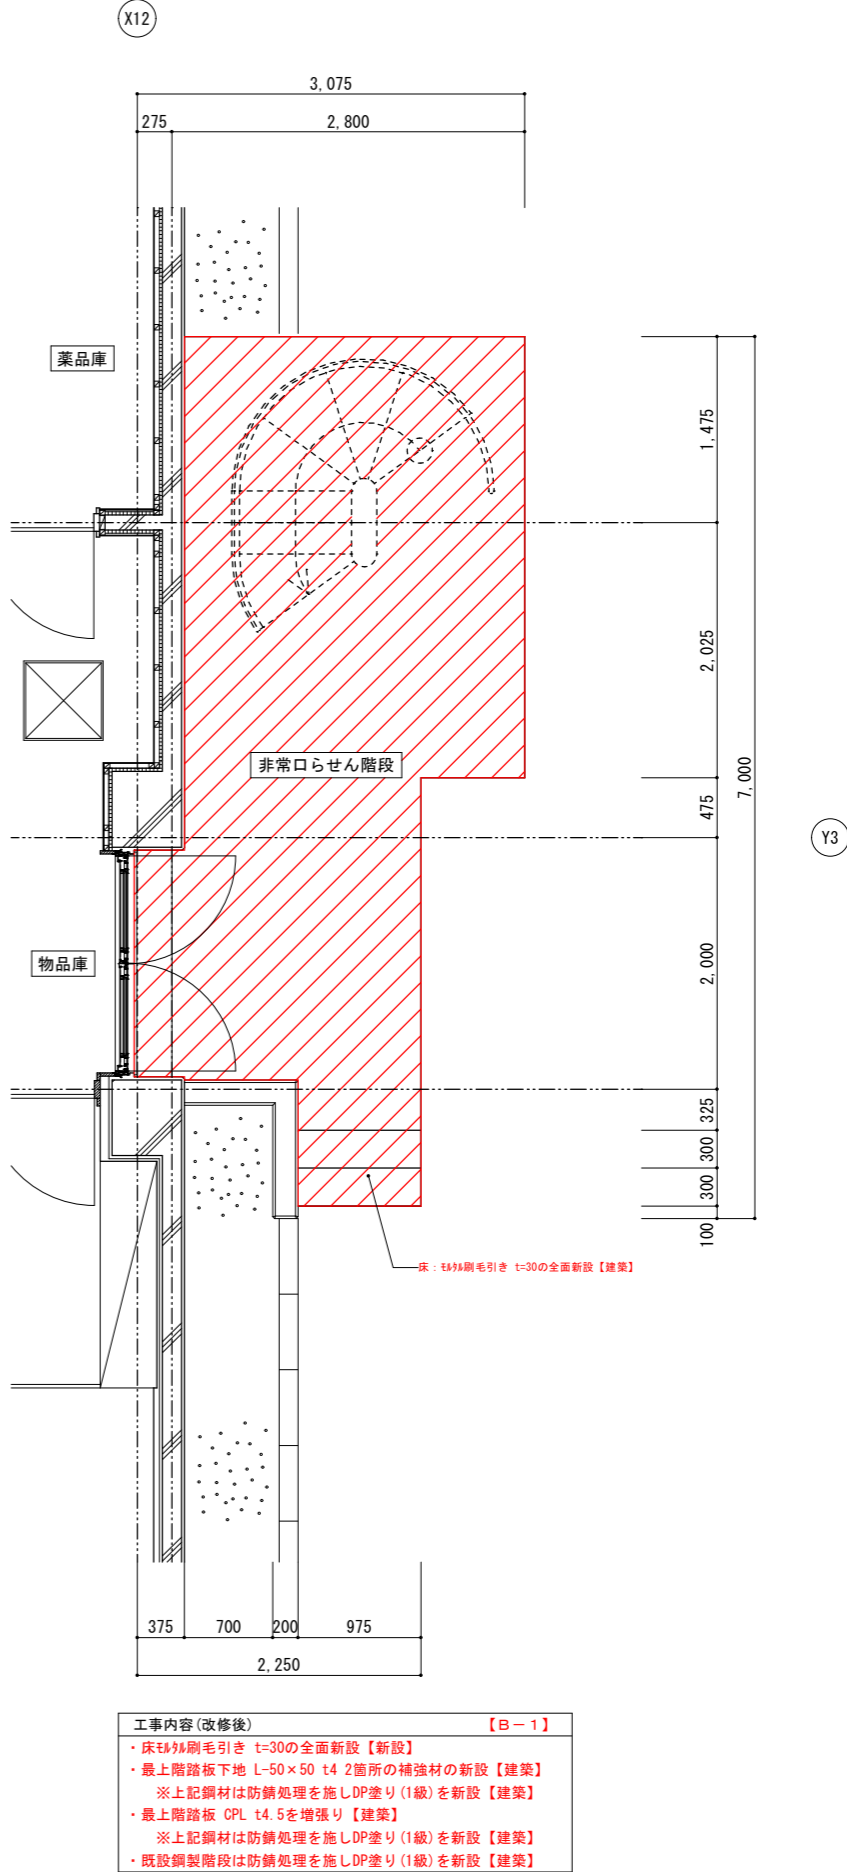 X12
3,075
275
2,800
薬品庫
1,475
2,025
非常口らせん階段
475
7,000
Y3
物品庫
2,000
325
300
300
100
床：ﾓﾙﾀﾙ刷毛引き t=30の全面新設【建築】
375
700
200
975
2,250
工事内容(改修後) 【B－1】
・床ﾓﾙﾀﾙ刷毛引き t=30の全面新設【新設】
・最上階踏板下地 L-50×50 t4 2箇所の補強材の新設【建築】
※上記鋼材は防錆処理を施しDP塗り(1級)を新設【建築】
・最上階踏板 CPL t4.5を増張り【建築】
※上記鋼材は防錆処理を施しDP塗り(1級)を新設【建築】
・既設鋼製階段は防錆処理を施しDP塗り(1級)を新設【建築】